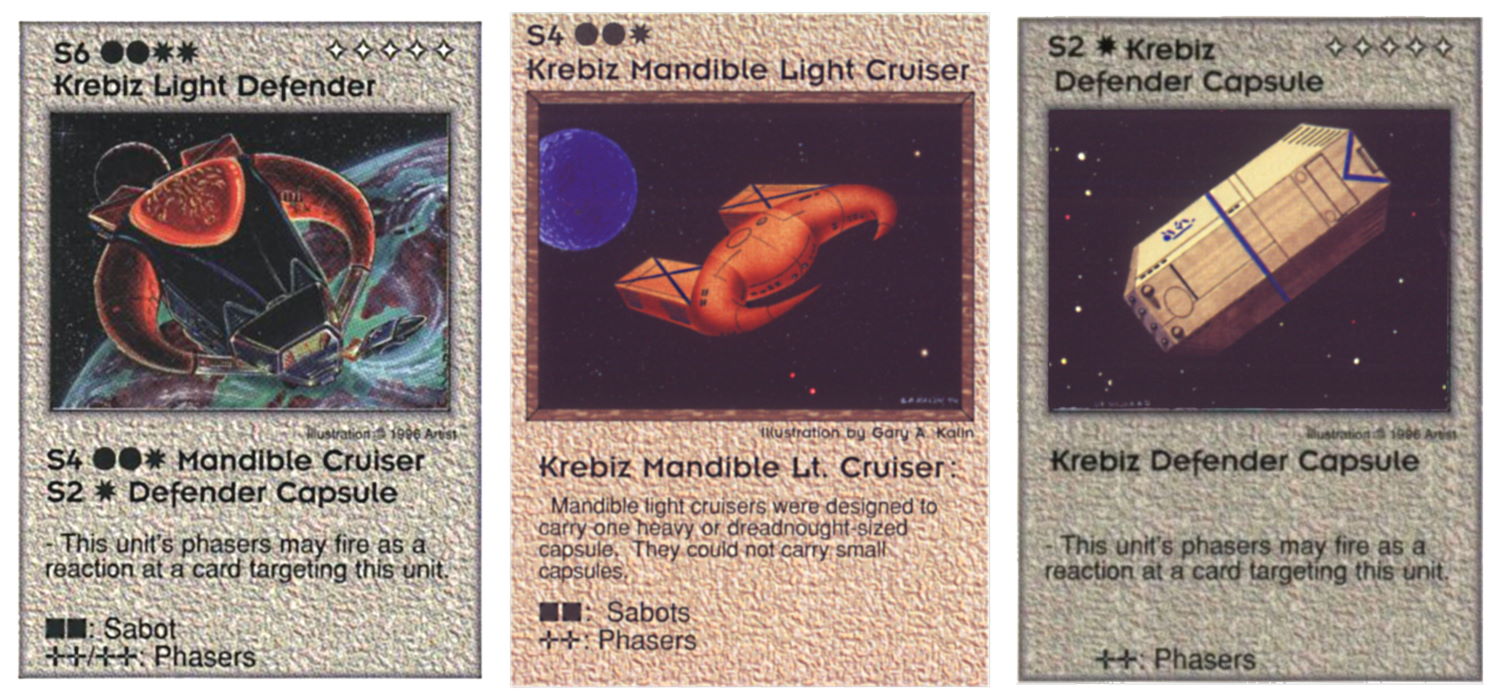 S6 ●●✷✷ ✧✧✧✧✧
Krebiz Light Defender
Illustration © 1996 Artist
S4 ●●✷ Mandible Cruiser
S2 ✷ Defender Capsule
- This unit's phasers may fire as a
reaction at a card targeting this unit.
■■: Sabot
✢✢/✢✢: Phasers
S4 ●●✷
Krebiz Mandible Light Cruiser
Illustration by Gary A. Kalin
Krebiz Mandible Lt. Cruiser:
Mandible light cruisers were designed to
carry one heavy or dreadnought-sized
capsule. They could not carry small
capsules.
■■: Sabots
✢✢: Phasers
S2 ✷ Krebiz ✧✧✧✧✧
Defender Capsule
Illustration © 1996 Artist
Krebiz Defender Capsule
- This unit's phasers may fire as a
reaction at a card targeting this unit.
✢✢: Phasers